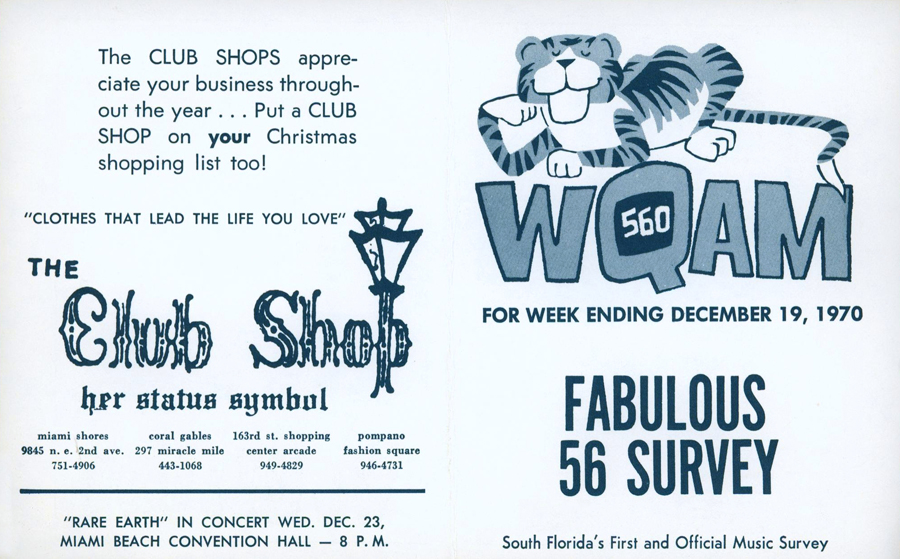 The CLUB SHOPS appre-
ciate your business through-
out the year . . . Put a CLUB
SHOP on your Christmas
shopping list too!
"CLOTHES THAT LEAD THE LIFE YOU LOVE"
THE
Club Shop
her status symbol
miami shores
9845 n. e. 2nd ave.
751-4906
coral gables
297 miracle mile
443-1068
163rd st. shopping
center arcade
949-4829
pompano
fashion square
946-4731
"RARE EARTH" IN CONCERT WED. DEC. 23,
MIAMI BEACH CONVENTION HALL — 8 P.M.
WQAM
560
FOR WEEK ENDING DECEMBER 19, 1970
FABULOUS
56 SURVEY
South Florida's First and Official Music Survey